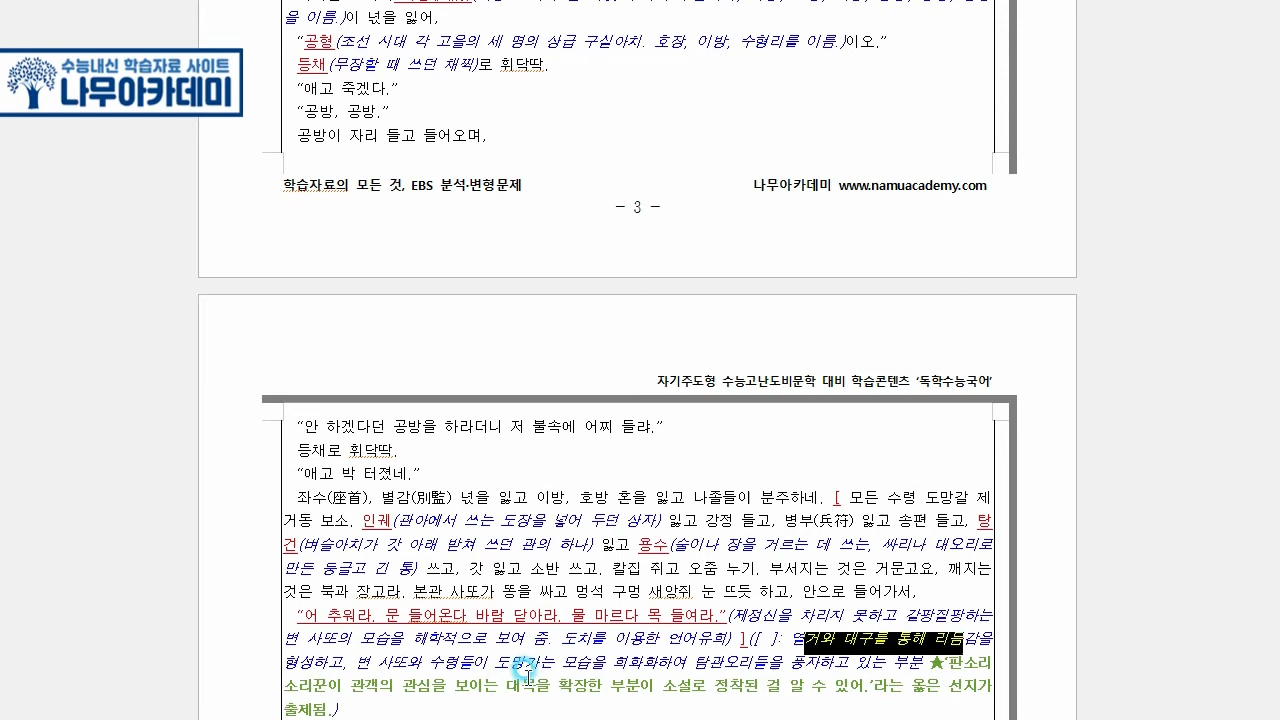 을 이름.)이 넋을 잃어,
“공형(조선 시대 각 고을의 세 명의 상급 구실아치. 호장, 이방, 수형리를 이름.)이오.”
수능내신 학습자료 사이트
나무아카데미
등채(무장할 때 쓰던 채찍)로 휘닥딱.
“애고 죽겠다.”
“공방, 공방.”
공방이 자리 들고 들어오며,
학습자료의 모든 것, EBS 분석·변형문제
나무아카데미 www.namuacademy.com
- 3 -
자기주도형 수능고난도비문학 대비 학습콘텐츠 ‘독학수능국어’
“안 하겠다던 공방을 하라더니 저 불속에 어찌 들랴.”
등채로 휘닥딱.
“애고 박 터졌네.”
좌수(座首), 별감(別監) 넋을 잃고 이방, 호방 혼을 잃고 나졸들이 분주하네. [ 모든 수령 도망갈 제
거동 보소. 인궤(관아에서 쓰는 도장을 넣어 두던 상자) 잃고 강정 들고, 병부(兵符) 잃고 송편 들고, 탕
건(벼슬아치가 갓 아래 받쳐 쓰던 관의 하나) 잃고 용수(술이나 장을 거르는 데 쓰는, 싸리나 대오리로
만든 둥글고 긴 통) 쓰고, 갓 잃고 소반 쓰고. 칼집 쥐고 오줌 누기. 부서지는 것은 거문고요, 깨지는
것은 북과 장고라. 본관 사또가 똥을 싸고 멍석 구멍 새앙쥐 눈 뜨듯 하고, 안으로 들어가서,
“어 추워라. 문 들어온다 바람 닫아라. 물 마르다 목 들여라.”(제정신을 차리지 못하고 갈팡질팡하는
변 사또의 모습을 해학적으로 보여 줌. 도치를 이용한 언어유희) ]([ ]: 열거와 대구를 통해 리듬감을
형성하고, 변 사또와 수령들이 도망가는 모습을 희화화하여 탐관오리들을 풍자하고 있는 부분 ★‘판소리
소리꾼이 관객의 관심을 보이는 대목을 확장한 부분이 소설로 정착된 걸 알 수 있어.’라는 옳은 선지가
출제됨.)